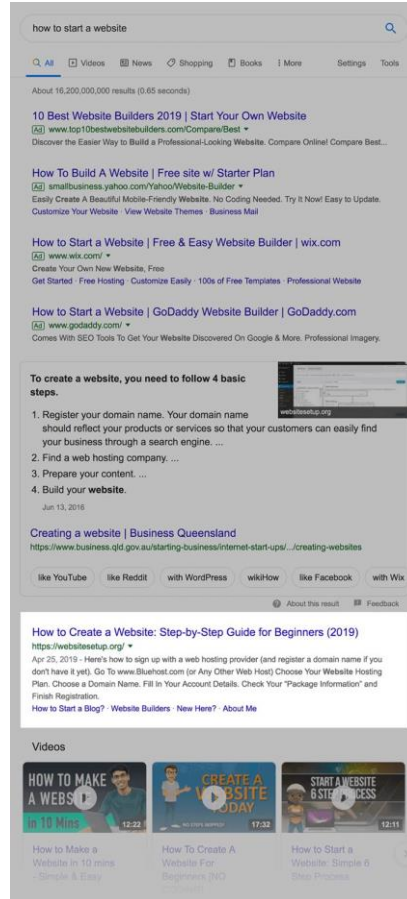 how to start a website
All Videos News Shopping Books More Settings Tools
About 16,200,000,000 results (0.65 seconds)
10 Best Website Builders 2019 | Start Your Own Website
Ad www.top10bestwebsitebuilders.com/Compare/Best
Discover the Easier Way to Build a Professional-Looking Website. Compare Online! Compare Best...
How To Build A Website | Free site w/ Starter Plan
Ad smallbusiness.yahoo.com/Yahoo/Website-Builder
Easily Create A Beautiful Mobile-Friendly Website. No Coding Needed. Try It Now! Easy to Update.
Customize Your Website · View Website Themes · Business Mail
How to Start a Website | Free & Easy Website Builder | wix.com
Ad www.wix.com/
Create Your Own New Website, Free
Get Started · Free Hosting · Customize Easily · 100s of Free Templates · Professional Website
How to Start a Website | GoDaddy Website Builder | GoDaddy.com
Ad www.godaddy.com/
Comes With SEO Tools To Get Your Website Discovered On Google & More. Professional Imagery.
To create a website, you need to follow 4 basic
steps.
websitesetup.org
1. Register your domain name. Your domain name
should reflect your products or services so that your customers can easily find
your business through a search engine. ...
2. Find a web hosting company. ...
3. Prepare your content. ...
4. Build your website.
Jun 13, 2016
Creating a website | Business Queensland
https://www.business.qld.gov.au/starting-business/internet-start-ups/.../creating-websites
like YouTube like Reddit with WordPress wikiHow like Facebook with Wix
About this result Feedback
How to Create a Website: Step-by-Step Guide for Beginners (2019)
https://websitesetup.org/
Apr 25, 2019 - Here's how to sign up with a web hosting provider (and register a domain name if you
don't have it yet). Go To www.Bluehost.com (or Any Other Web Host) Choose Your Website Hosting
Plan. Choose a Domain Name. Fill In Your Account Details. Check Your "Package Information" and
Finish Registration.
How to Start a Blog? · Website Builders · New Here? · About Me
Videos
HOW TO MAKE
A WEBSITE
in 10 Mins
12:22
CREATE A
WEBSITE
TODAY
NO STEPS SKIPPED
17:32
START A WEBSITE
6 STEP PROCESS
12:11
How to Make a
Website in 10 mins
- Simple & Easy
How To Create A
Website For
Beginners (NO
How to Start a
Website: Simple 6
Step Process